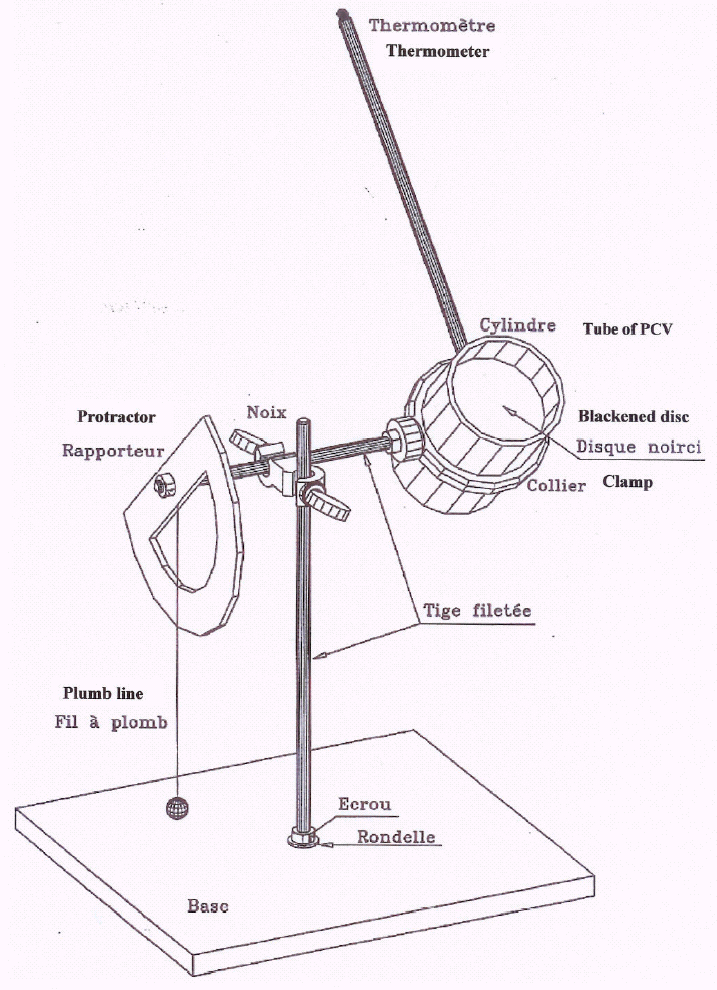 Thermomètre
Thermometer
Cylindre
Tube of PCV
Protractor
Noix
Blackened disc
Rapporteur
Disque noirci
Collier
Clamp
Tige filetée
Plumb line
Fil à plomb
Ecrou
Rondelle
Base